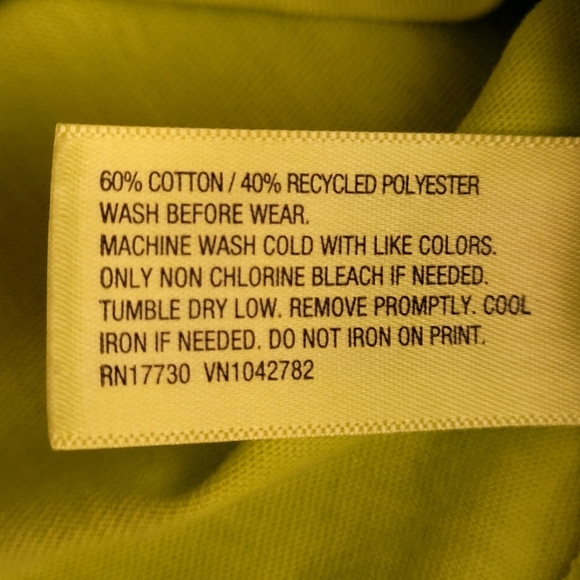 60% COTTON / 40% RECYCLED POLYESTER
WASH BEFORE WEAR.
MACHINE WASH COLD WITH LIKE COLORS.
ONLY NON CHLORINE BLEACH IF NEEDED.
TUMBLE DRY LOW. REMOVE PROMPTLY. COOL
IRON IF NEEDED. DO NOT IRON ON PRINT.
RN17730 VN1042782